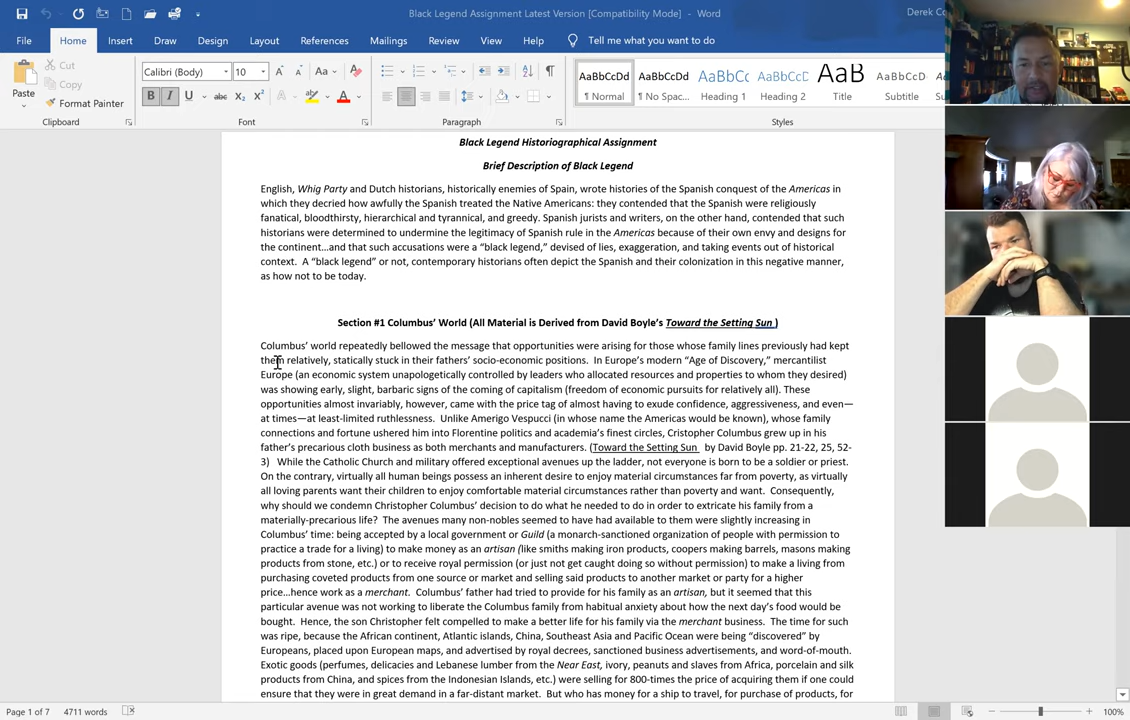 Black Legend Assignment Latest Version [Compatibility Mode] - Word
Derek Co
File Home Insert Draw Design Layout References Mailings Review View Help Tell me what you want to do
Paste
Cut
Copy
Format Painter
Clipboard
Calibri (Body) 10
Font
Paragraph
AaBbCcDd AaBbCcDd AaBbCc AaBbCcD AaB AaBbCcD
¶ Normal ¶ No Spac... Heading 1 Heading 2 Title Subtitle
Styles
Black Legend Historiographical Assignment
Brief Description of Black Legend
English, Whig Party and Dutch historians, historically enemies of Spain, wrote histories of the Spanish conquest of the Americas in
which they decried how awfully the Spanish treated the Native Americans: they contended that the Spanish were religiously
fanatical, bloodthirsty, hierarchical and tyrannical, and greedy. Spanish jurists and writers, on the other hand, contended that such
historians were determined to undermine the legitimacy of Spanish rule in the Americas because of their own envy and designs for
the continent…and that such accusations were a “black legend,” devised of lies, exaggeration, and taking events out of historical
context. A “black legend” or not, contemporary historians often depict the Spanish and their colonization in this negative manner,
as how not to be today.
Section #1 Columbus’ World (All Material is Derived from David Boyle’s Toward the Setting Sun )
Columbus’ world repeatedly bellowed the message that opportunities were arising for those whose family lines previously had kept
them relatively, statically stuck in their fathers’ socio-economic positions. In Europe’s modern “Age of Discovery,” mercantilist
Europe (an economic system unapologetically controlled by leaders who allocated resources and properties to whom they desired)
was showing early, slight, barbaric signs of the coming of capitalism (freedom of economic pursuits for relatively all). These
opportunities almost invariably, however, came with the price tag of almost having to exude confidence, aggressiveness, and even—
at times—at least-limited ruthlessness. Unlike Amerigo Vespucci (in whose name the Americas would be known), whose family
connections and fortune ushered him into Florentine politics and academia’s finest circles, Cristopher Columbus grew up in his
father’s precarious cloth business as both merchants and manufacturers. (Toward the Setting Sun by David Boyle pp. 21-22, 25, 52-
3) While the Catholic Church and military offered exceptional avenues up the ladder, not everyone is born to be a soldier or priest.
On the contrary, virtually all human beings possess an inherent desire to enjoy material circumstances far from poverty, as virtually
all loving parents want their children to enjoy comfortable material circumstances rather than poverty and want. Consequently,
why should we condemn Christopher Columbus’ decision to do what he needed to do in order to extricate his family from a
materially-precarious life? The avenues many non-nobles seemed to have had available to them were slightly increasing in
Columbus’ time: being accepted by a local government or Guild (a monarch-sanctioned organization of people with permission to
practice a trade for a living) to make money as an artisan (like smiths making iron products, coopers making barrels, masons making
products from stone, etc.) or to receive royal permission (or just not get caught doing so without permission) to make a living from
purchasing coveted products from one source or market and selling said products to another market or party for a higher
price…hence work as a merchant. Columbus’ father had tried to provide for his family as an artisan, but it seemed that this
particular avenue was not working to liberate the Columbus family from habitual anxiety about how the next day’s food would be
bought. Hence, the son Christopher felt compelled to make a better life for his family via the merchant business. The time for such
was ripe, because the African continent, Atlantic islands, China, Southeast Asia and Pacific Ocean were being “discovered” by
Europeans, placed upon European maps, and advertised by royal decrees, sanctioned business advertisements, and word-of-mouth.
Exotic goods (perfumes, delicacies and Lebanese lumber from the Near East, ivory, peanuts and slaves from Africa, porcelain and silk
products from China, and spices from the Indonesian Islands, etc.) were selling for 800-times the price of acquiring them if one could
ensure that they were in great demand in a far-distant market. But who has money for a ship to travel, for purchase of products, for
Page 1 of 7 4711 words 100%